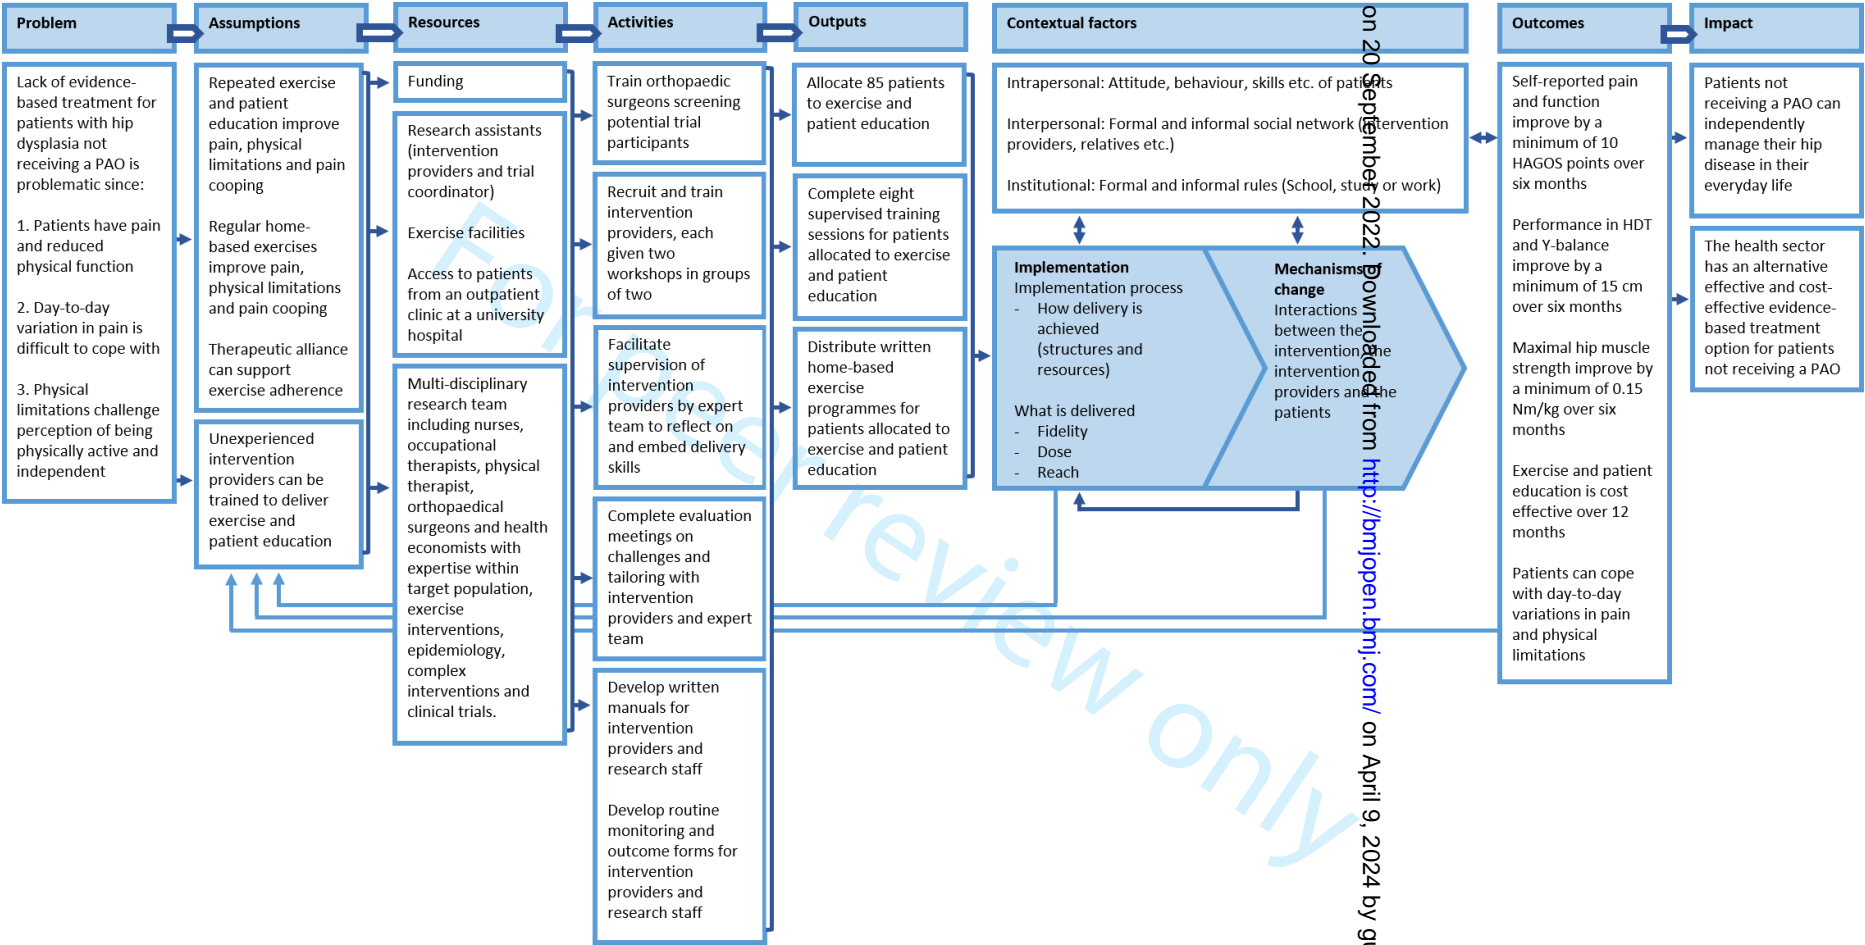 Problem
Lack of evidence-
based treatment for
patients with hip
dysplasia not
receiving a PAO is
problematic since:
1. Patients have pain
and reduced
physical function
2. Day-to-day
variation in pain is
difficult to cope with
3. Physical
limitations challenge
perception of being
physically active and
independent
Assumptions
Repeated exercise
and patient
education improve
pain, physical
limitations and pain
cooping
Regular home-
based exercises
improve pain,
physical limitations
and pain cooping
Therapeutic alliance
can support
exercise adherence
Unexperienced
intervention
providers can be
trained to deliver
exercise and
patient education
Resources
Funding
Research assistants
(intervention
providers and trial
coordinator)
Exercise facilities
Access to patients
from an outpatient
clinic at a university
hospital
Multi-disciplinary
research team
including nurses,
occupational
therapists, physical
therapist,
orthopaedical
surgeons and health
economists with
expertise within
target population,
exercise
interventions,
epidemiology,
complex
interventions and
clinical trials.
Activities
Train orthopaedic
surgeons screening
potential trial
participants
Recruit and train
intervention
providers, each
given two
workshops in groups
of two
Facilitate
supervision of
intervention
providers by expert
team to reflect on
and embed delivery
skills
Complete evaluation
meetings on
challenges and
tailoring with
intervention
providers and expert
team
Develop written
manuals for
intervention
providers and
research staff
Develop routine
monitoring and
outcome forms for
intervention
providers and
research staff
Outputs
Allocate 85 patients
to exercise and
patient education
Complete eight
supervised training
sessions for patients
allocated to exercise
and patient
education
Distribute written
home-based
exercise
programmes for
patients allocated to
exercise and patient
education
Contextual factors
Intrapersonal: Attitude, behaviour, skills etc. of patients
Interpersonal: Formal and informal social network (intervention
providers, relatives etc.)
Institutional: Formal and informal rules (School, study or work)
Implementation
Implementation process
- How delivery is
achieved
(structures and
resources)
What is delivered
- Fidelity
- Dose
- Reach
Mechanisms of
change
Interactions
between the
intervention, the
intervention
providers and the
patients
Outcomes
Self-reported pain
and function
improve by a
minimum of 10
HAGOS points over
six months
Performance in HDT
and Y-balance
improve by a
minimum of 15 cm
over six months
Maximal hip muscle
strength improve by
a minimum of 0.15
Nm/kg over six
months
Exercise and patient
education is cost
effective over 12
months
Patients can cope
with day-to-day
variations in pain
and physical
limitations
Impact
Patients not
receiving a PAO can
independently
manage their hip
disease in their
everyday life
The health sector
has an alternative
effective and cost-
effective evidence-
based treatment
option for patients
not receiving a PAO
For peer review only
on 20 September 2022. Downloaded from http://bmjopen.bmj.com/ on April 9, 2024 by